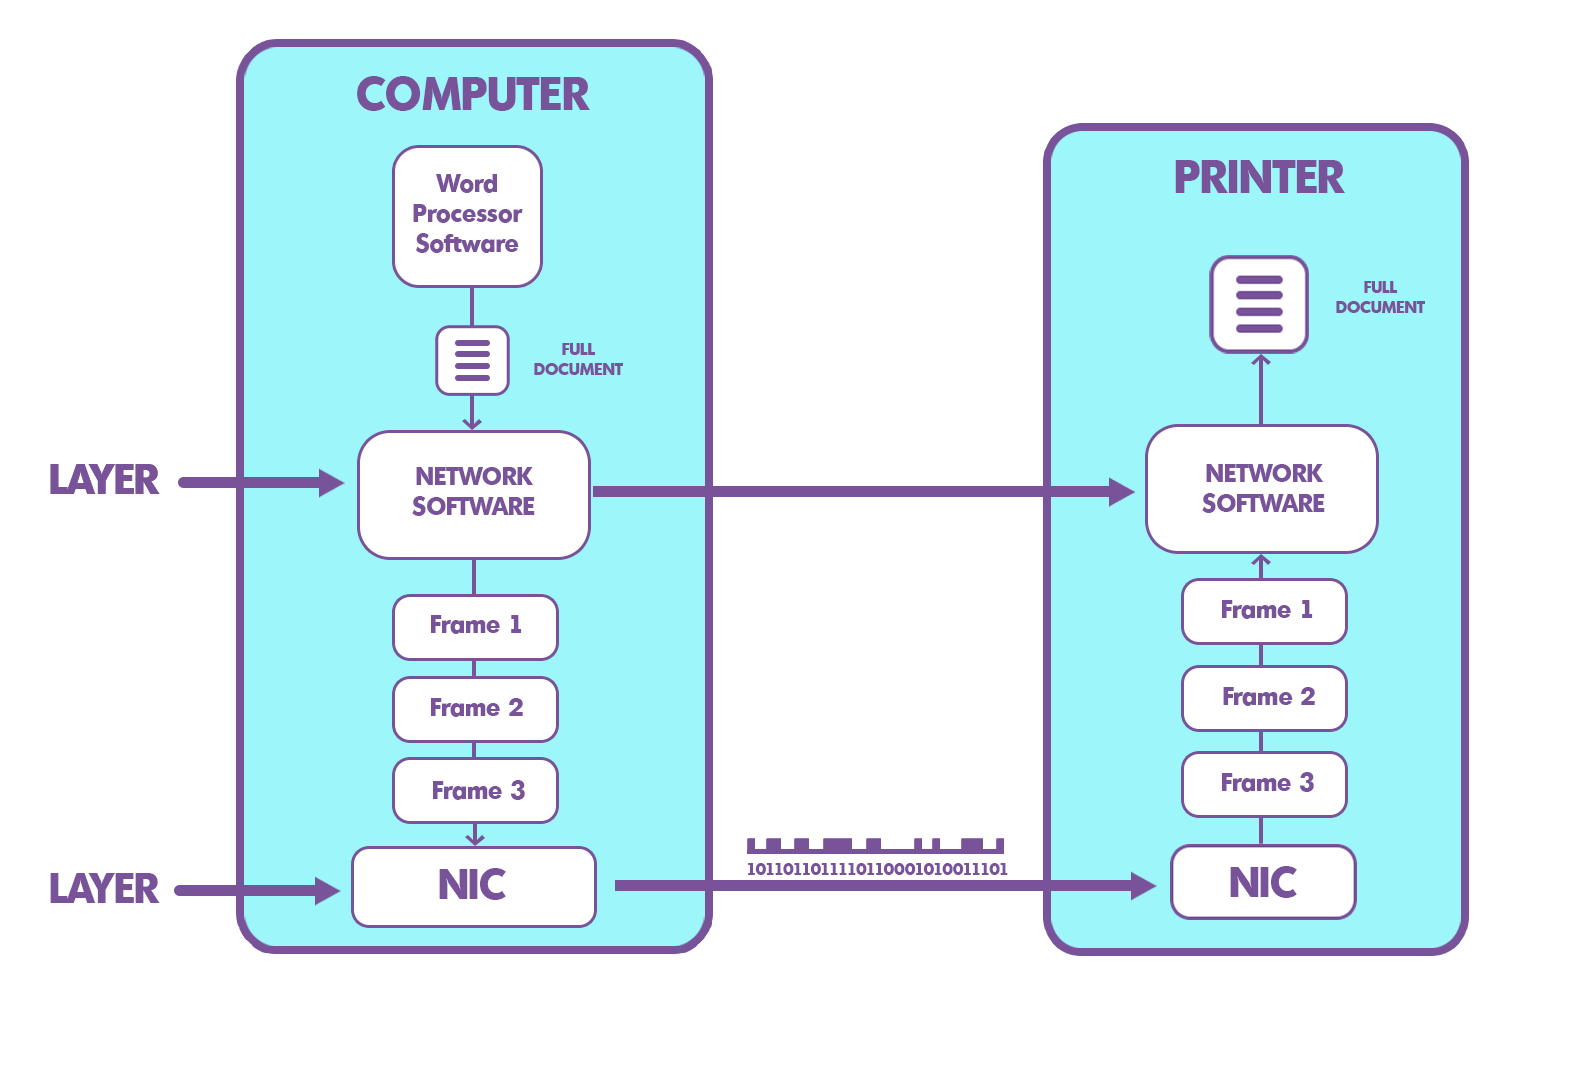 COMPUTER
Word
Processor
Software
FULL
DOCUMENT
LAYER
NETWORK
SOFTWARE
Frame 1
Frame 2
Frame 3
LAYER
NIC
1011011011110110001010011101
PRINTER
FULL
DOCUMENT
NETWORK
SOFTWARE
Frame 1
Frame 2
Frame 3
NIC